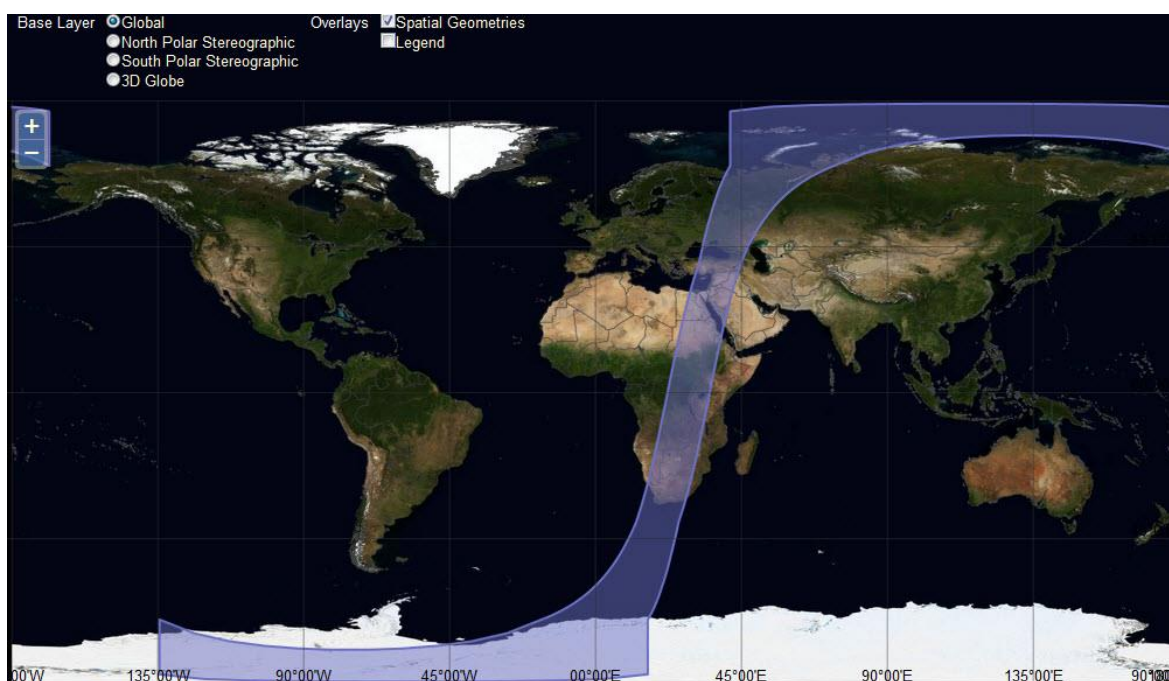 Base Layer Global Overlays Spatial Geometries
North Polar Stereographic Legend
South Polar Stereographic
3D Globe
+
−
00'W 135°00'W 90°00'W 45°00'W 00°00'E 45°00'E 90°00'E 135°00'E